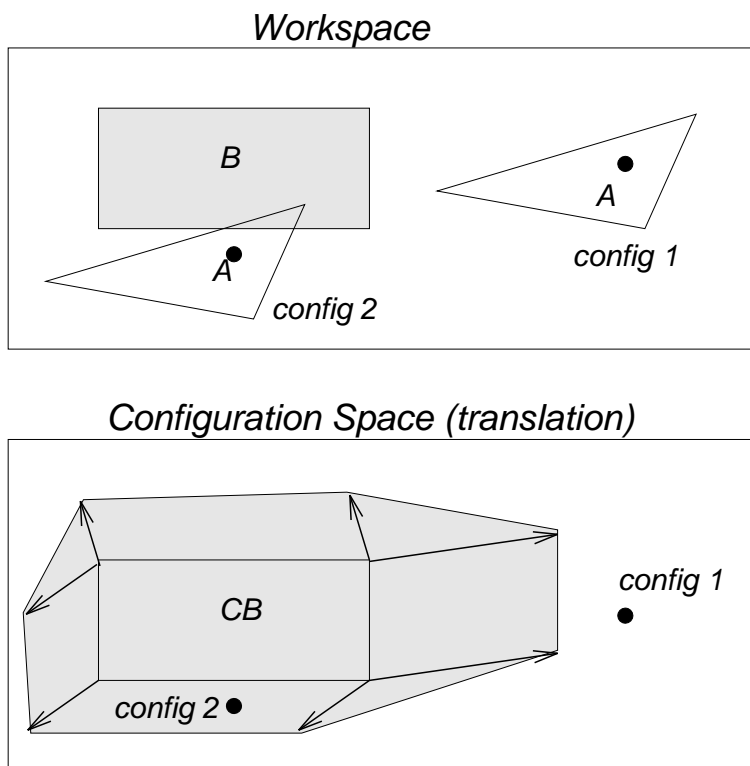 Workspace
B
A
config 1
A
config 2
Configuration Space (translation)
config 1
CB
config 2